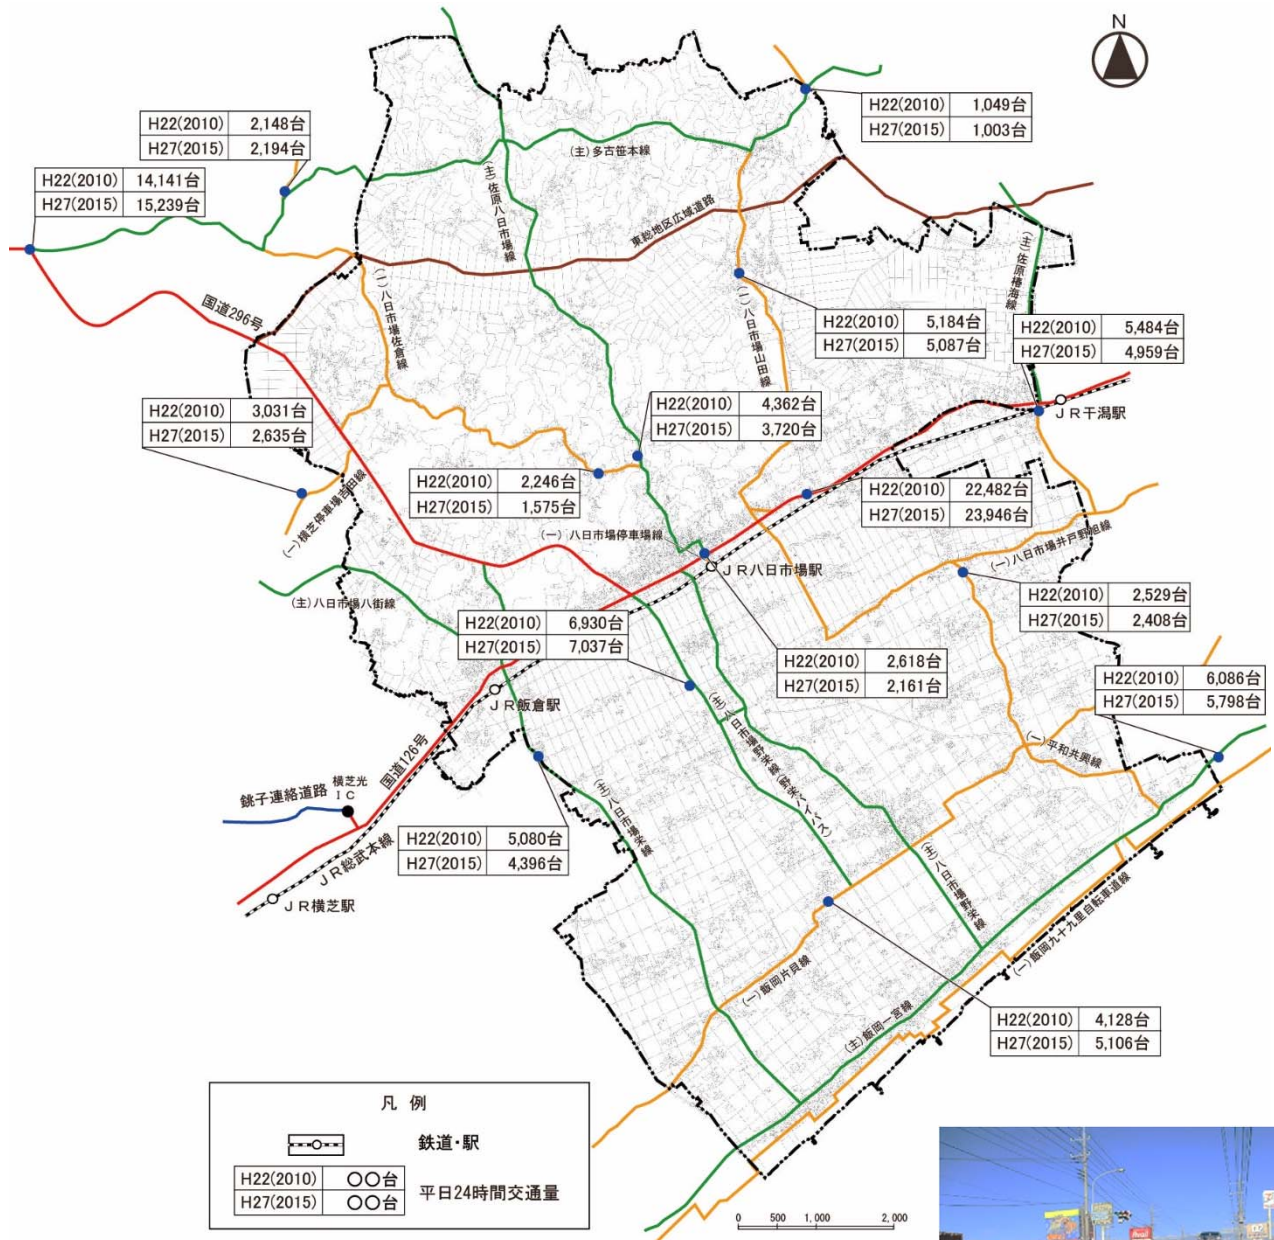 N
H22(2010) 1,049台
H27(2015) 1,003台
H22(2010) 2,148台
H27(2015) 2,194台
(主)多古笹本線
H22(2010) 14,141台
H27(2015) 15,239台
(主)佐原八日市場線
東総地区広域道路
(主)佐原椿海線
(一)八日市場佐倉線
国道296号
(一)八日市場山田線
H22(2010) 5,184台
H27(2015) 5,087台
H22(2010) 5,484台
H27(2015) 4,959台
H22(2010) 3,031台
H27(2015) 2,635台
H22(2010) 4,362台
H27(2015) 3,720台
JR干潟駅
H22(2010) 2,246台
H27(2015) 1,575台
H22(2010) 22,482台
H27(2015) 23,946台
(一)横芝停車場吉田線
(一)八日市場停車場線
JR八日市場駅
(一)八日市場井戸野旭線
(主)八日市場八街線
H22(2010) 2,529台
H27(2015) 2,408台
H22(2010) 6,930台
H27(2015) 7,037台
H22(2010) 2,618台
H27(2015) 2,161台
H22(2010) 6,086台
H27(2015) 5,798台
JR飯倉駅
(主)八日市場野栄線(野栄バイパス)
(一)平和共興線
国道126号
銚子連絡道路
横芝光
IC
(主)八日市場栄線
H22(2010) 5,080台
H27(2015) 4,396台
JR総武本線
(主)八日市場野栄線
JR横芝駅
(一)飯岡九十九里自転車道線
(一)飯岡片貝線
(主)飯岡一宮線
H22(2010) 4,128台
H27(2015) 5,106台
凡例
鉄道・駅
H22(2010) ○○台
H27(2015) ○○台
平日24時間交通量
0 500 1,000 2,000